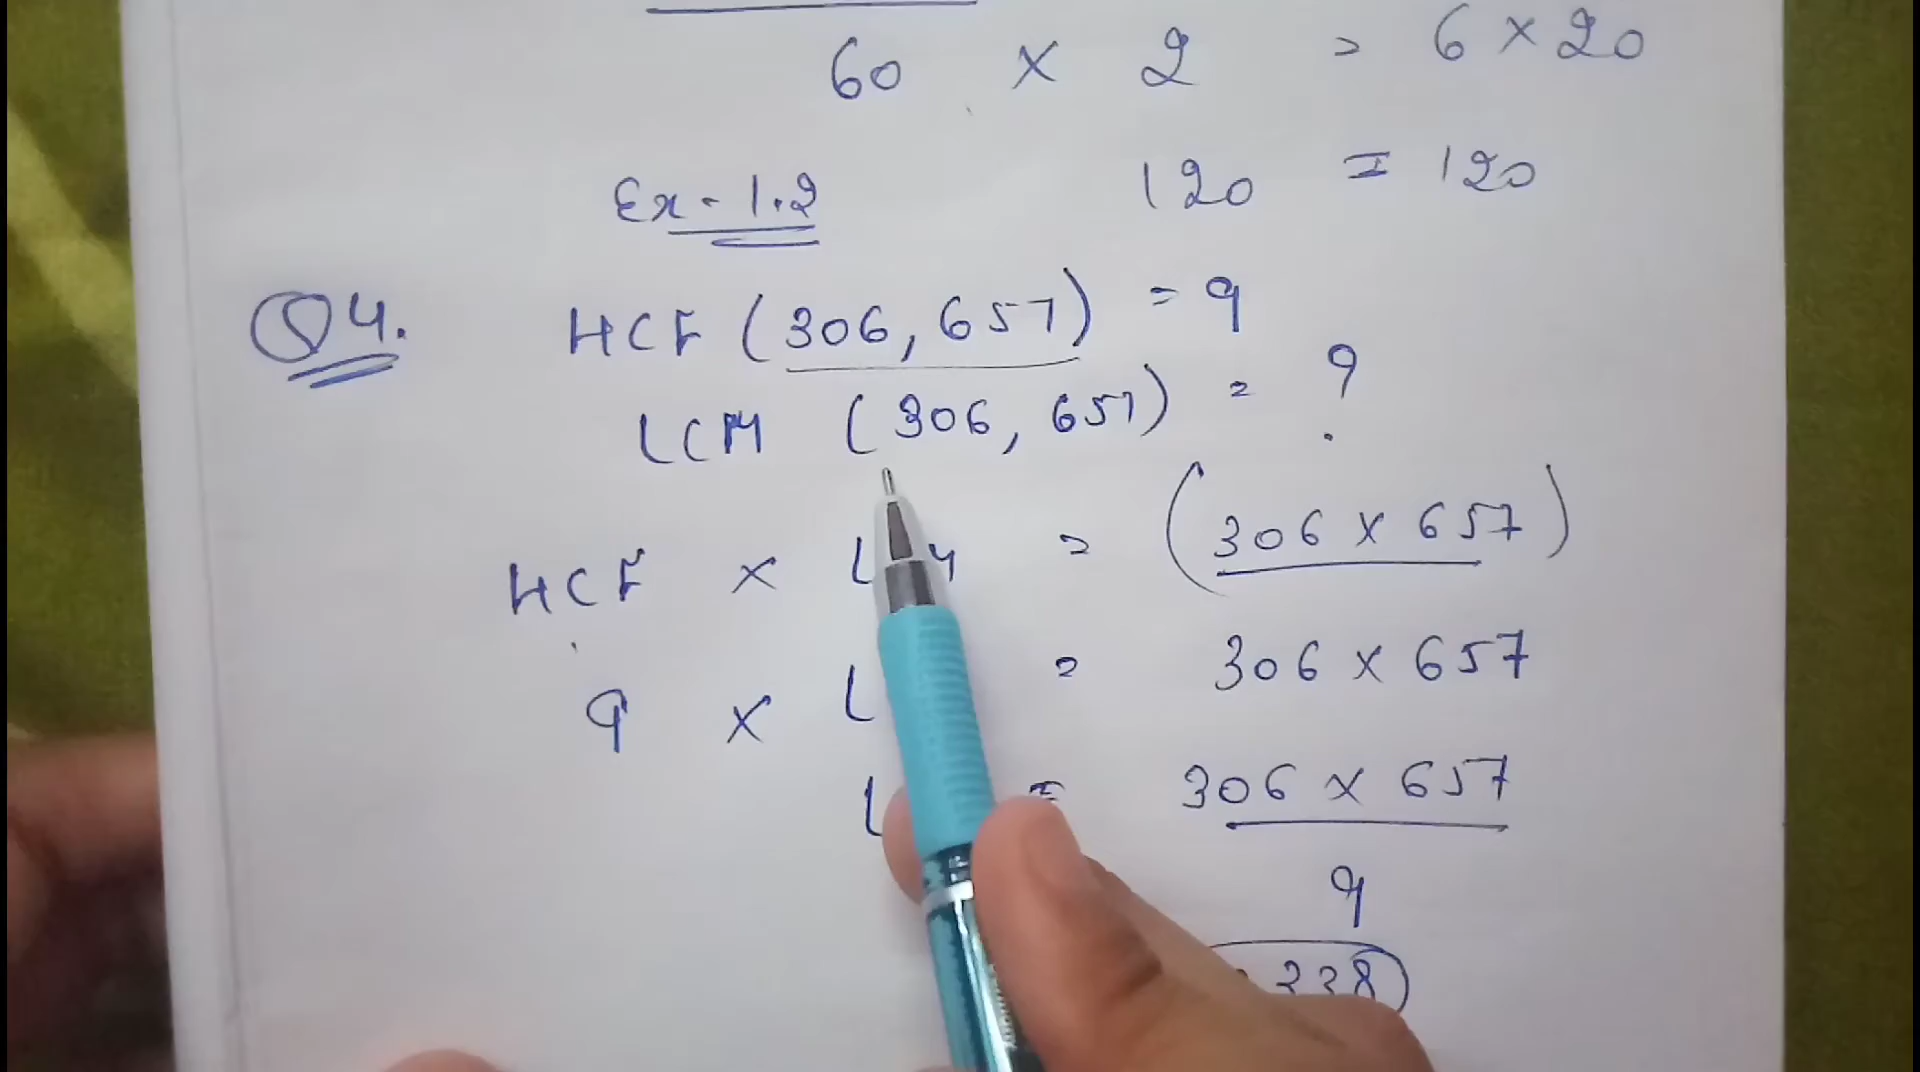 60 × 2 = 6 × 20
120 = 120
Ex - 1.2
Q4. HCF (306, 657) = 9
LCM (306, 657) = ?
HCF × = (306 × 657)
9 × = 306 × 657
= 306 × 657
9
338